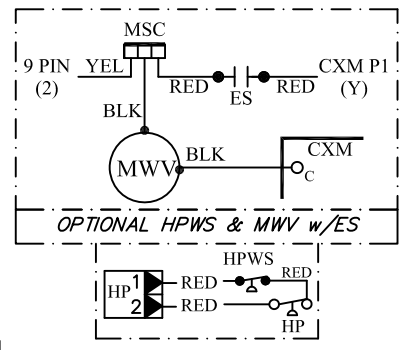 MSC
9 PIN YEL CXM P1
(2) RED ES RED (Y)
BLK
MWV BLK CXM
C
OPTIONAL HPWS & MWV w/ES
HPWS
HP 1 RED RED
2 RED HP